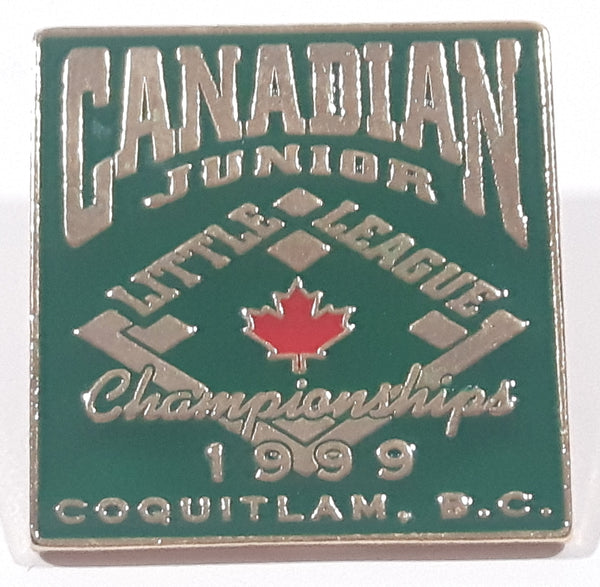 CANADIAN
JUNIOR
LITTLE LEAGUE
Championships
1999
COQUITLAM, B.C.